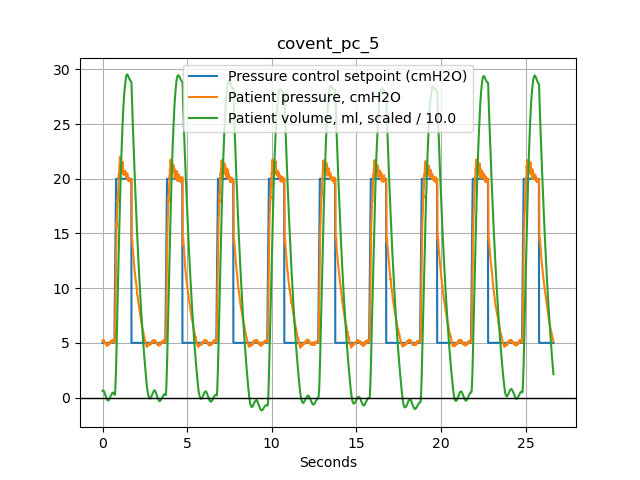 covent_pc_5
Pressure control setpoint (cmH2O)
Patient pressure, cmH2O
Patient volume, ml, scaled / 10.0
30
25
20
15
10
5
0
0 5 10 15 20 25
Seconds